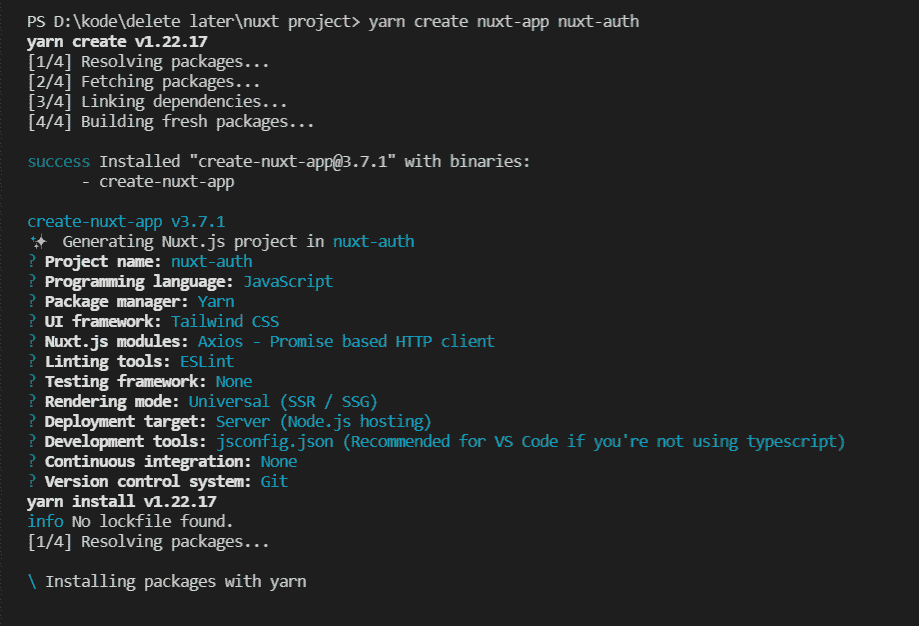 PS D:\kode\delete later\nuxt project> yarn create nuxt-app nuxt-auth
yarn create v1.22.17
[1/4] Resolving packages...
[2/4] Fetching packages...
[3/4] Linking dependencies...
[4/4] Building fresh packages...
success Installed "create-nuxt-app@3.7.1" with binaries:
- create-nuxt-app
create-nuxt-app v3.7.1
✨ Generating Nuxt.js project in nuxt-auth
? Project name: nuxt-auth
? Programming language: JavaScript
? Package manager: Yarn
? UI framework: Tailwind CSS
? Nuxt.js modules: Axios - Promise based HTTP client
? Linting tools: ESLint
? Testing framework: None
? Rendering mode: Universal (SSR / SSG)
? Deployment target: Server (Node.js hosting)
? Development tools: jsconfig.json (Recommended for VS Code if you're not using typescript)
? Continuous integration: None
? Version control system: Git
yarn install v1.22.17
info No lockfile found.
[1/4] Resolving packages...
\ Installing packages with yarn